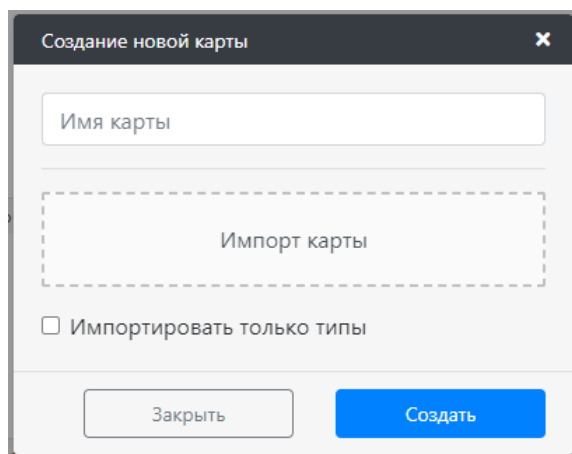 Создание новой карты
Имя карты
Импорт карты
Импортировать только типы
Закрыть
Создать